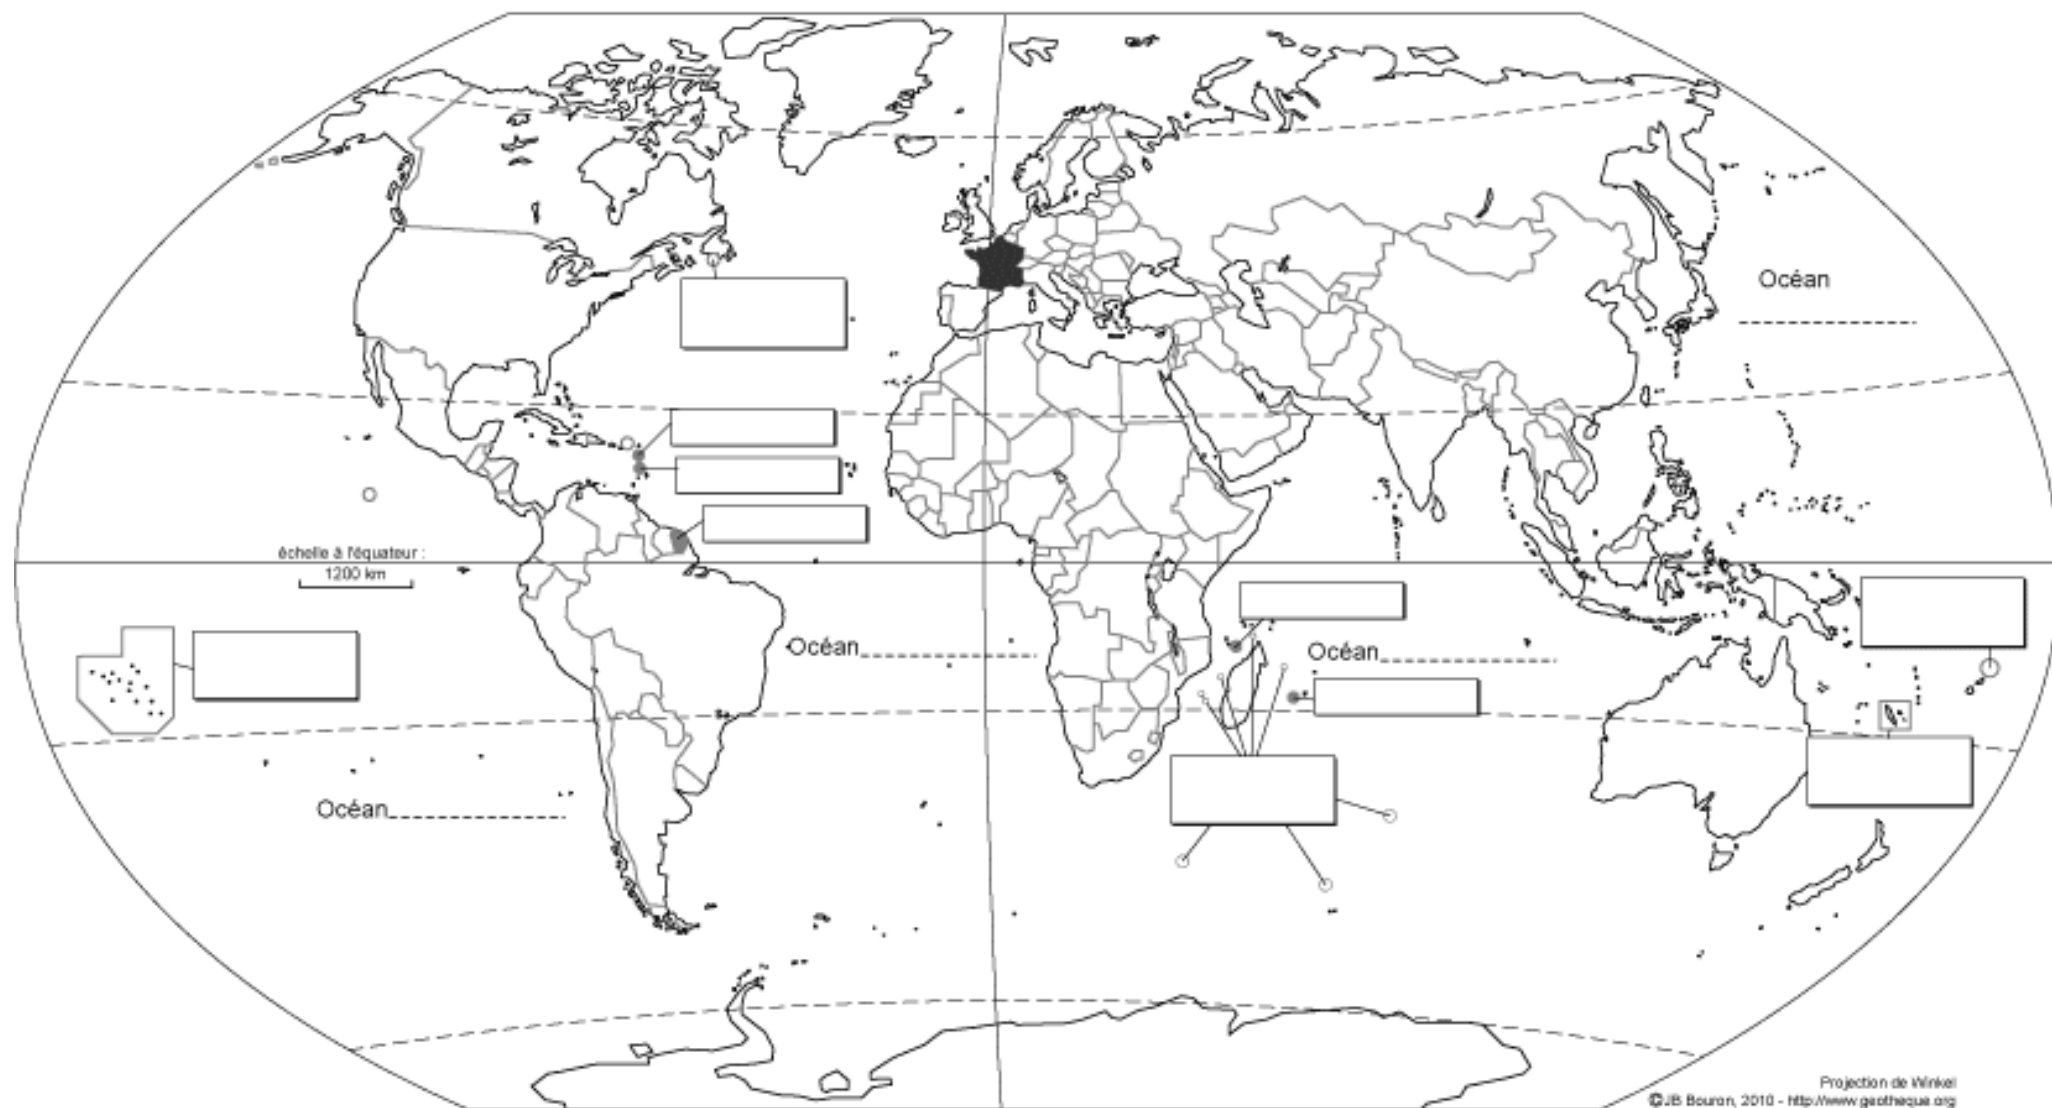 Océan
échelle à l'équateur :
1200 km
Océan
Océan
Océan
Projection de Winkel
©JB Bouron, 2010 - http://www.geotheque.org